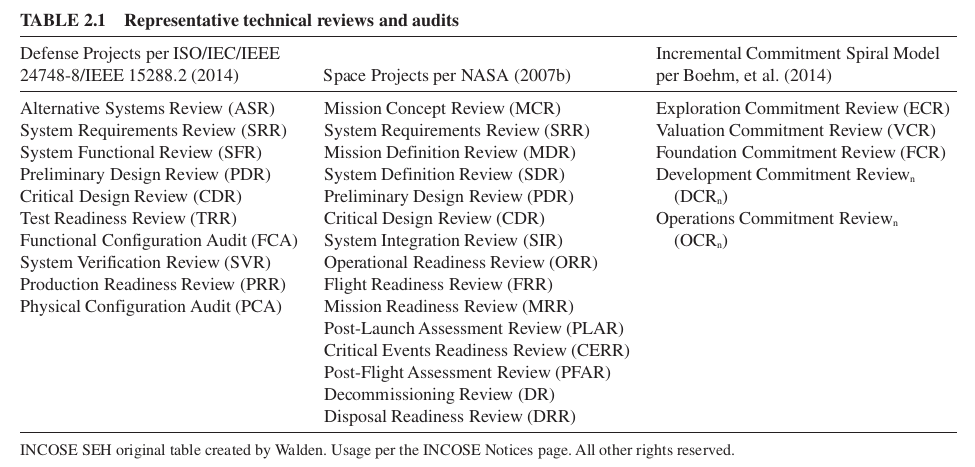 TABLE 2.1 Representative technical reviews and audits
Defense Projects per ISO/IEC/IEEE
24748-8/IEEE 15288.2 (2014)
Space Projects per NASA (2007b)
Incremental Commitment Spiral Model
per Boehm, et al. (2014)
Alternative Systems Review (ASR)
System Requirements Review (SRR)
System Functional Review (SFR)
Preliminary Design Review (PDR)
Critical Design Review (CDR)
Test Readiness Review (TRR)
Functional Configuration Audit (FCA)
System Verification Review (SVR)
Production Readiness Review (PRR)
Physical Configuration Audit (PCA)
Mission Concept Review (MCR)
System Requirements Review (SRR)
Mission Definition Review (MDR)
System Definition Review (SDR)
Preliminary Design Review (PDR)
Critical Design Review (CDR)
System Integration Review (SIR)
Operational Readiness Review (ORR)
Flight Readiness Review (FRR)
Mission Readiness Review (MRR)
Post-Launch Assessment Review (PLAR)
Critical Events Readiness Review (CERR)
Post-Flight Assessment Review (PFAR)
Decommissioning Review (DR)
Disposal Readiness Review (DRR)
Exploration Commitment Review (ECR)
Valuation Commitment Review (VCR)
Foundation Commitment Review (FCR)
Development Commitment Reviewₙ
(DCRₙ)
Operations Commitment Reviewₙ
(OCRₙ)
INCOSE SEH original table created by Walden. Usage per the INCOSE Notices page. All other rights reserved.